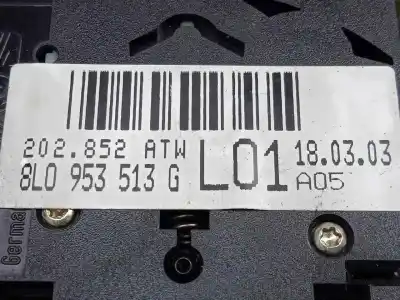 202.852 ATW
8L0 953 513 G
L01
18.03.03
A05
Germa